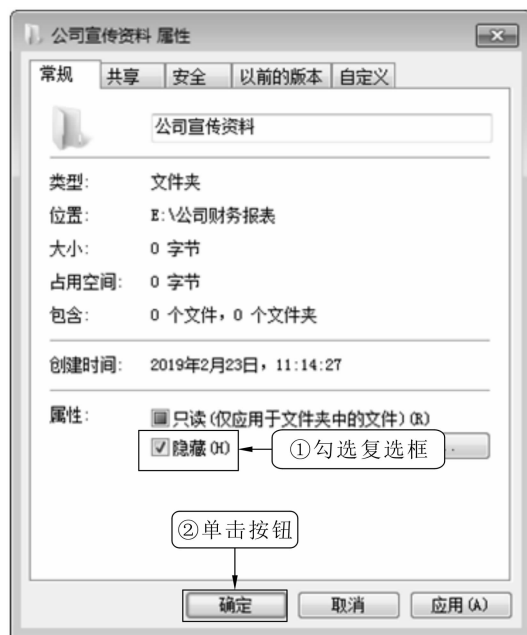 公司宣传资料 属性
常规 共享 安全 以前的版本 自定义
公司宣传资料
类型: 文件夹
位置: E:\公司财务报表
大小: 0 字节
占用空间: 0 字节
包含: 0 个文件，0 个文件夹
创建时间: 2019年2月23日，11:14:27
属性: 只读(仅应用于文件夹中的文件)(R)
隐藏(H) ①勾选复选框 .
②单击按钮
确定 取消 应用(A)